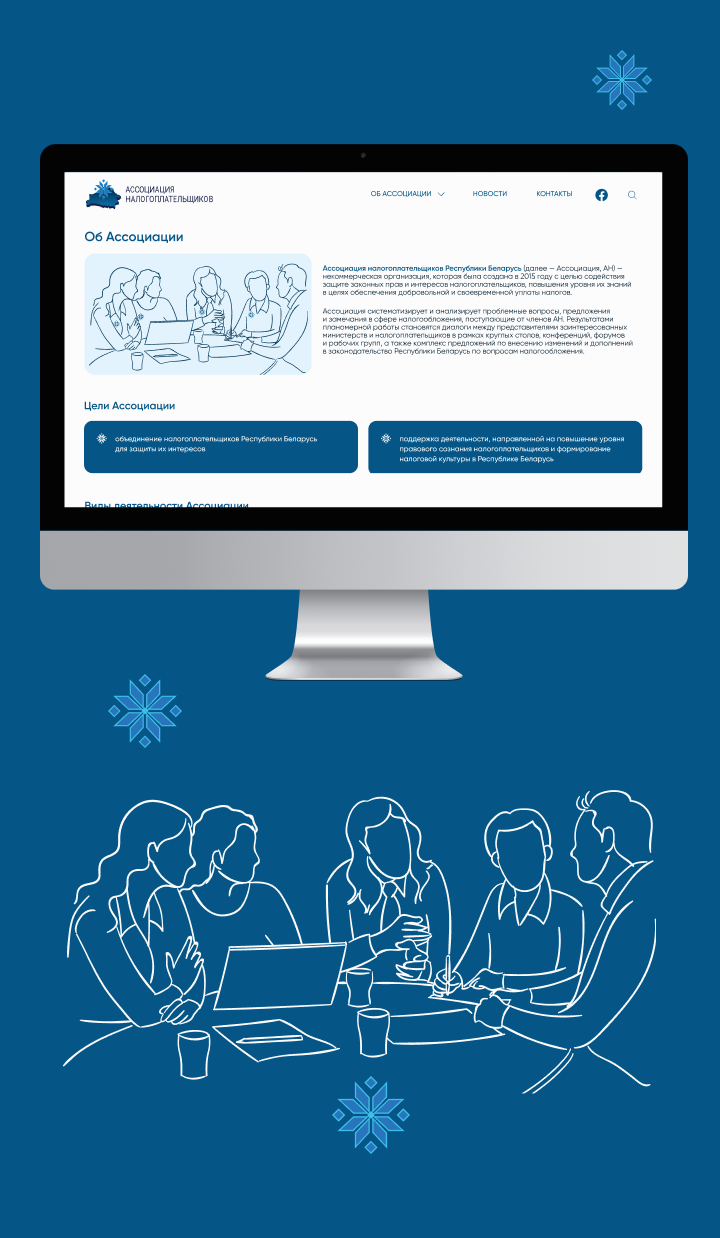 АССОЦИАЦИЯ
НАЛОГОПЛАТЕЛЬЩИКОВ
ОБ АССОЦИАЦИИ
НОВОСТИ
КОНТАКТЫ
Об Ассоциации
Ассоциация налогоплательщиков Республики Беларусь (далее — Ассоциация, АН) —
некоммерческая организация, которая была создана в 2015 году с целью содействия
защите законных прав и интересов налогоплательщиков, повышения уровня их знаний
в целях обеспечения добровольной и своевременной уплаты налогов.
Ассоциация систематизирует и анализирует проблемные вопросы, предложения
и замечания в сфере налогообложения, поступающие от членов АН. Результатами
планомерной работы становятся диалоги между представителями заинтересованных
министерств и налогоплательщиков в рамках круглых столов, конференций, форумов
и рабочих групп, а также комплекс предложений по внесению изменений и дополнений
в законодательство Республики Беларусь по вопросам налогообложения.
Цели Ассоциации
объединение налогоплательщиков Республики Беларусь
для защиты их интересов
поддержка деятельности, направленной на повышение уровня
правового сознания налогоплательщиков и формирование
налоговой культуры в Республике Беларусь
Виды деятельности Ассоциации